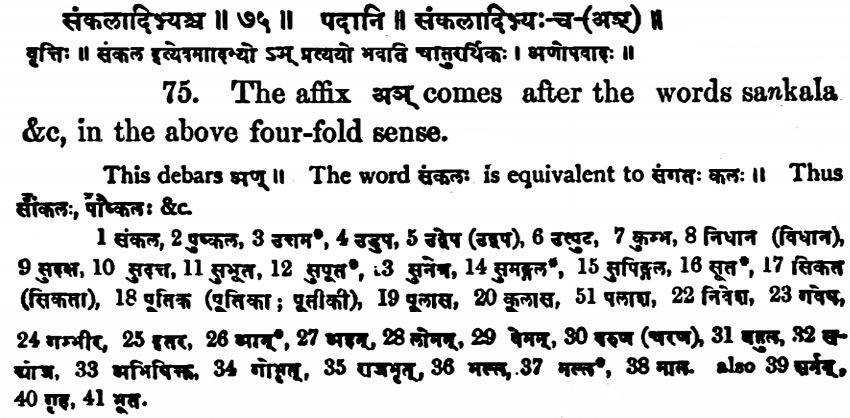 संकलादिभ्यश्च ॥ ७५ ॥ पदानि ॥ संकलादिभ्यः-च-(अञ्) ॥
वृत्तिः ॥ संकल इत्येवमादिभ्यो ऽञ् प्रत्ययो भवति चातुरर्थिकः । अणोपवादः ॥
75. The affix अञ् comes after the words sankala
&c, in the above four-fold sense.
This debars अण् ॥ The word संकलः is equivalent to संगतः कलः ॥ Thus
सांकलः, पौष्कलः &c.
1 संकल, 2 पुष्कल, 3 उत्तम*, 4 उडुप, 5 उद्वेप (उद्वप), 6 उत्पुट, 7 कुम्भ, 8 निधान (विधान),
9 सुदक्ष, 10 सुदत्त, 11 सुभूत, 12 सुपूत*, 13 सुनेत्र, 14 सुमङ्गल*, 15 सुपिङ्गल, 16 सूत*, 17 सिकत
(सिकता), 18 पूतिक (पूतिका ; पूतीकी), 19 पूलास, 20 कूलास, 51 पलाश, 22 निवेश, 23 गवेष,
24 गम्भीर, 25 इतर, 26 आन्*, 27 अहन्, 28 लोमन्, 29 वेमन्, 30 वरुण (चरण), 31 बहुल, 32 स-
द्योज, 33 अभिषिक्त, 34 गोभृत्, 35 राजभृत्, 36 भल्ल, 37 मल्ल*, 38 माल. also 39 शर्मन्,
40 गृह, 41 भूत.